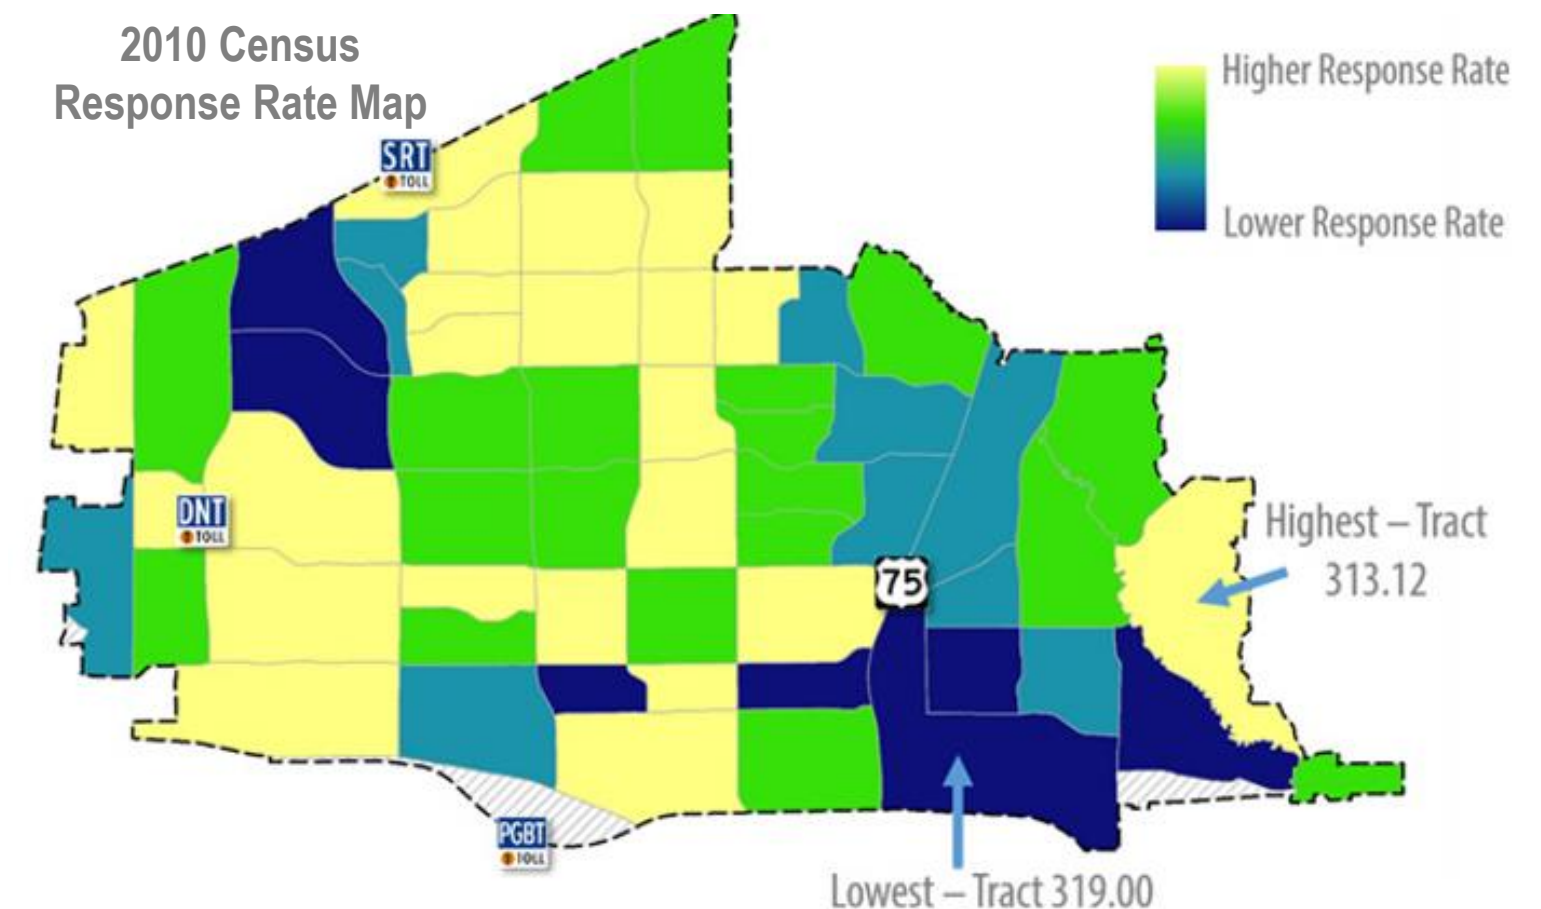 2010 Census
Response Rate Map
Higher Response Rate
Lower Response Rate
SRT
TOLL
DNT
TOLL
Highest – Tract
313.12
75
PGBT
TOLL
Lowest – Tract 319.00